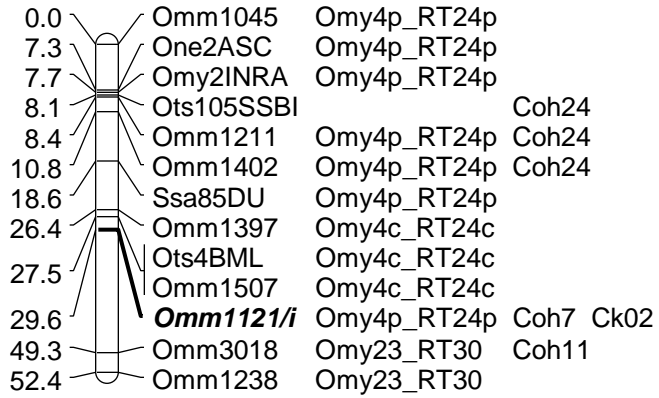 0.0 Omm1045 Omy4p_RT24p
7.3 One2ASC Omy4p_RT24p
7.7 Omy2INRA Omy4p_RT24p
8.1 Ots105SSBI Coh24
8.4 Omm1211 Omy4p_RT24p Coh24
10.8 Omm1402 Omy4p_RT24p Coh24
18.6 Ssa85DU Omy4p_RT24p
26.4 Omm1397 Omy4c_RT24c
27.5 Ots4BML Omy4c_RT24c
Omm1507 Omy4c_RT24c
29.6 Omm1121/i Omy4p_RT24p Coh7 Ck02
49.3 Omm3018 Omy23_RT30 Coh11
52.4 Omm1238 Omy23_RT30